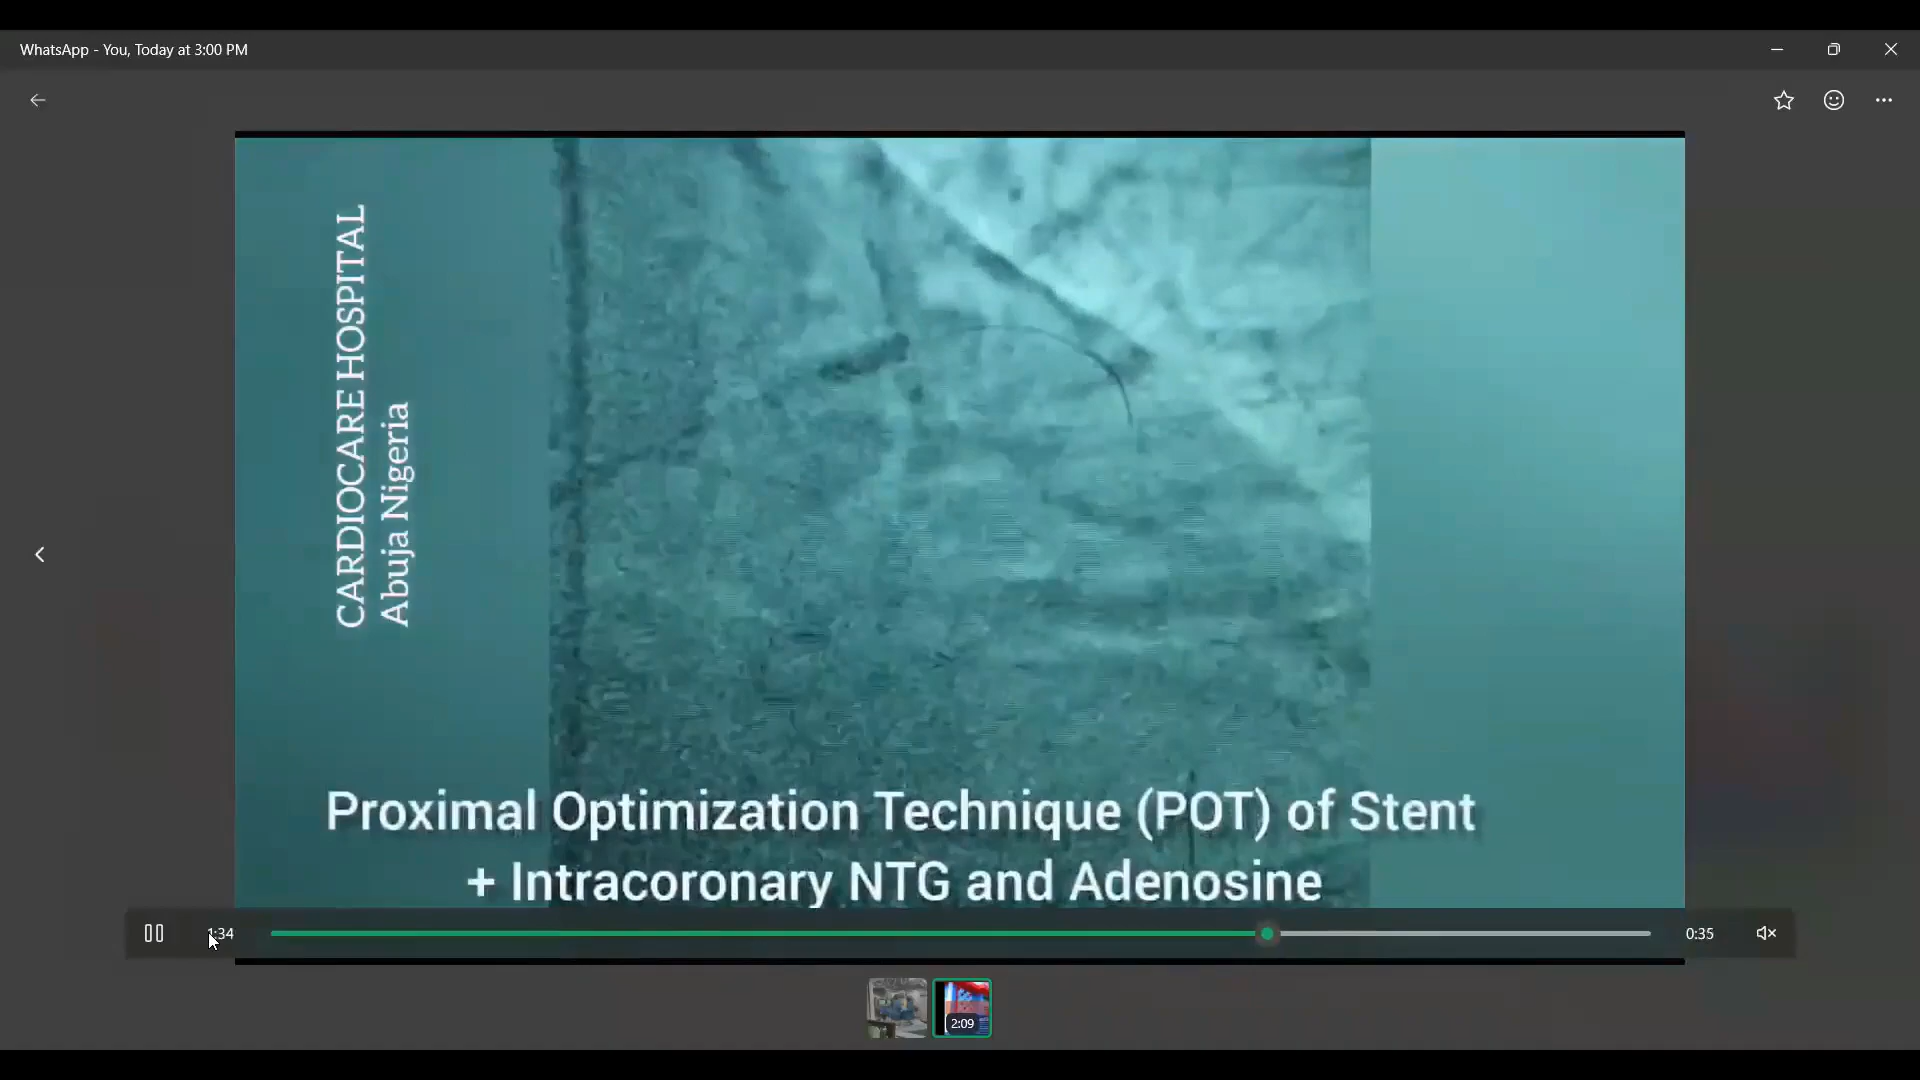 WhatsApp - You, Today at 3:00 PM
CARDIOCARE HOSPITAL
Abuja Nigeria
Proximal Optimization Technique (POT) of Stent
+ Intracoronary NTG and Adenosine
1:34
0:35
2:09